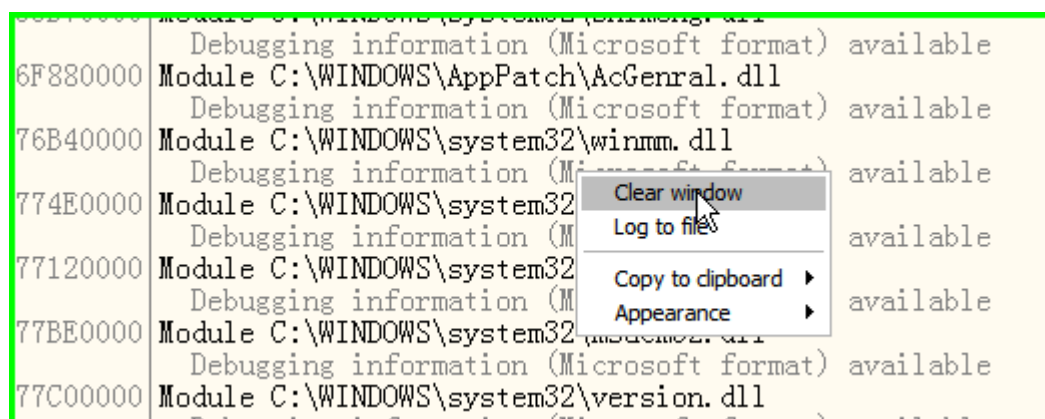 Debugging information (Microsoft format) available
6F880000 Module C:\WINDOWS\AppPatch\AcGenral.dll
Debugging information (Microsoft format) available
76B40000 Module C:\WINDOWS\system32\winmm.dll
Debugging information (M available
774E0000 Module C:\WINDOWS\system32
Debugging information (M available
77120000 Module C:\WINDOWS\system32
Debugging information (M available
77BE0000 Module C:\WINDOWS\system32
Debugging information (Microsoft format) available
77C00000 Module C:\WINDOWS\system32\version.dll
Clear window
Log to file
Copy to clipboard
Appearance